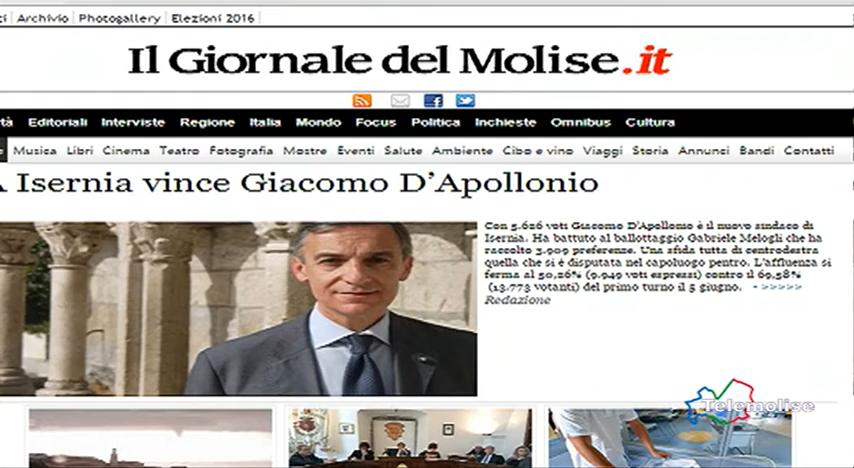 Archivio Photogallery Elezioni 2016
Il Giornale del Molise.it
Editoriali Interviste Regione Italia Mondo Focus Politica Inchieste Omnibus Cultura
Musica Libri Cinema Teatro Fotografia Mostre Eventi Salute Ambiente Cibo e vino Viaggi Storia Annunci Bandi Contatti
A Isernia vince Giacomo D'Apollonio
Con 5.626 voti Giacomo D'Apollonio è il nuovo sindaco di
Isernia. Ha battuto al ballottaggio Gabriele Melogli che ha
raccolto 3.909 preferenze. Una sfida tutta di centrodestra
quella che si è disputata nel capoluogo pentro. L'affluenza si
ferma al 50,26% (9.949 voti espressi) contro il 69,58%
(13.773 votanti) del primo turno il 5 giugno. • >>>>>
Redazione
Telemolise